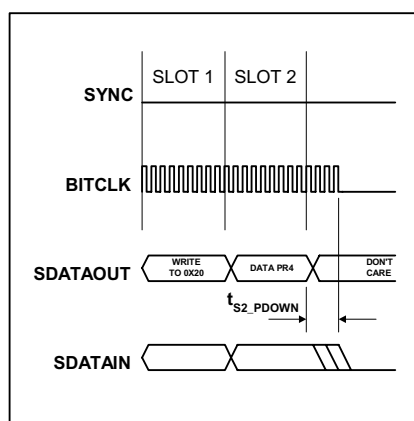 SLOT 1 SLOT 2
SYNC
BITCLK
SDATAOUT
WRITE
TO 0X20
DATA PR4
DON'T
CARE
tS2_PDOWN
SDATAIN